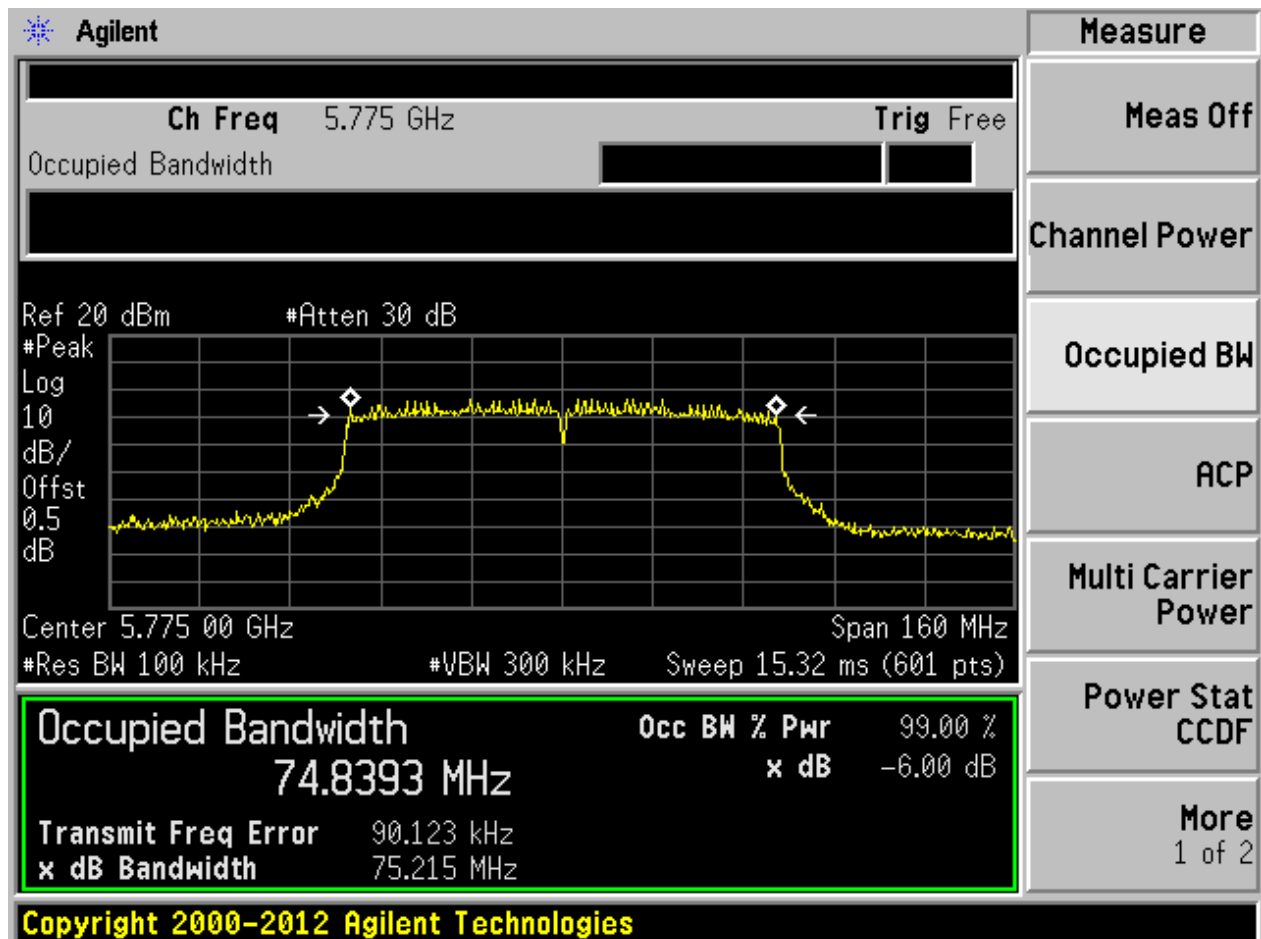 Agilent
Measure
Ch Freq 5.775 GHz Trig Free
Occupied Bandwidth
Meas Off
Channel Power
Occupied BW
ACP
Multi Carrier
Power
Power Stat
CCDF
More
1 of 2
Ref 20 dBm #Atten 30 dB
#Peak
Log
10
dB/
Offst
0.5
dB
Center 5.775 00 GHz Span 160 MHz
#Res BW 100 kHz #VBW 300 kHz Sweep 15.32 ms (601 pts)
Occupied Bandwidth Occ BW % Pwr 99.00 %
74.8393 MHz x dB -6.00 dB
Transmit Freq Error 90.123 kHz
x dB Bandwidth 75.215 MHz
Copyright 2000-2012 Agilent Technologies